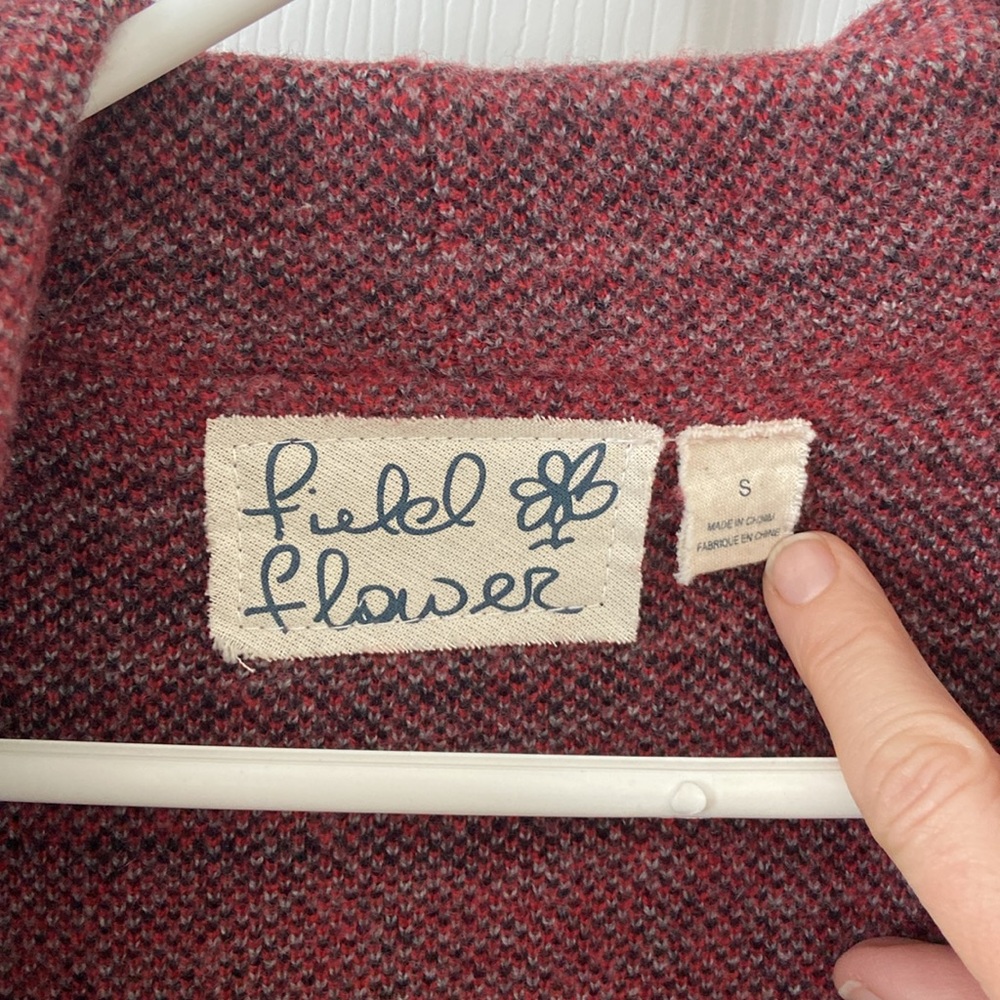 field
flower
S
MADE IN CHINA
FABRIQUE EN CHINE